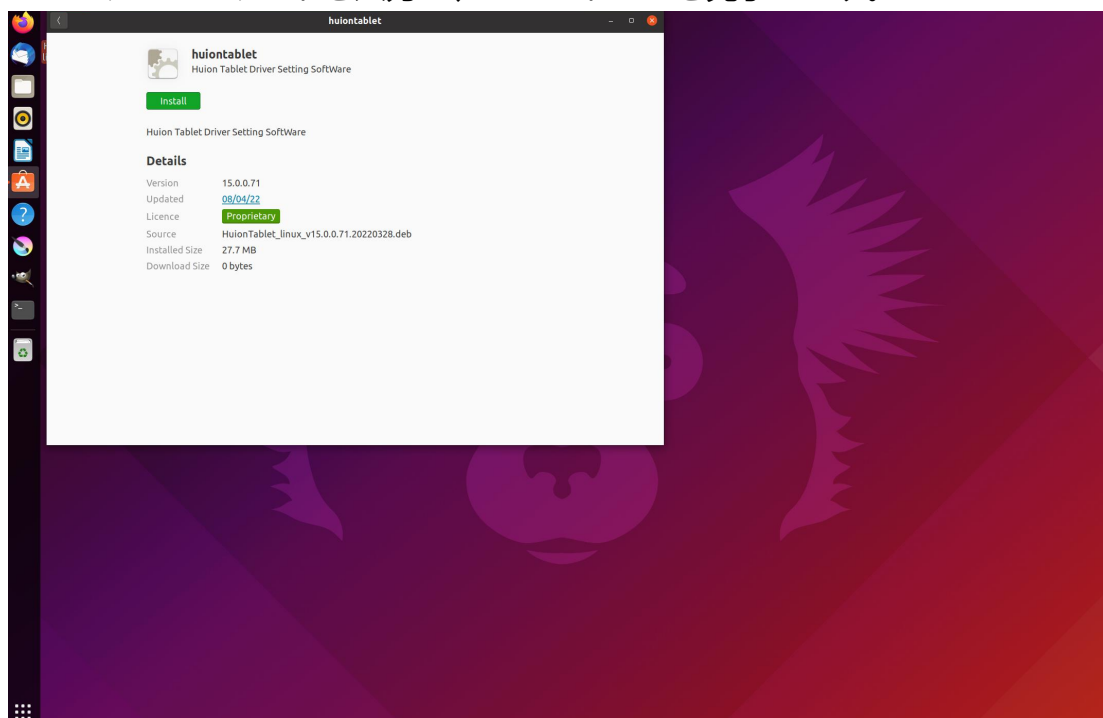 huiontablet
huiontablet
Huion Tablet Driver Setting SoftWare
Install
Huion Tablet Driver Setting SoftWare
Details
Version 15.0.0.71
Updated 08/04/22
Licence Proprietary
Source HuionTablet_linux_v15.0.0.71.20220328.deb
Installed Size 27.7 MB
Download Size 0 bytes